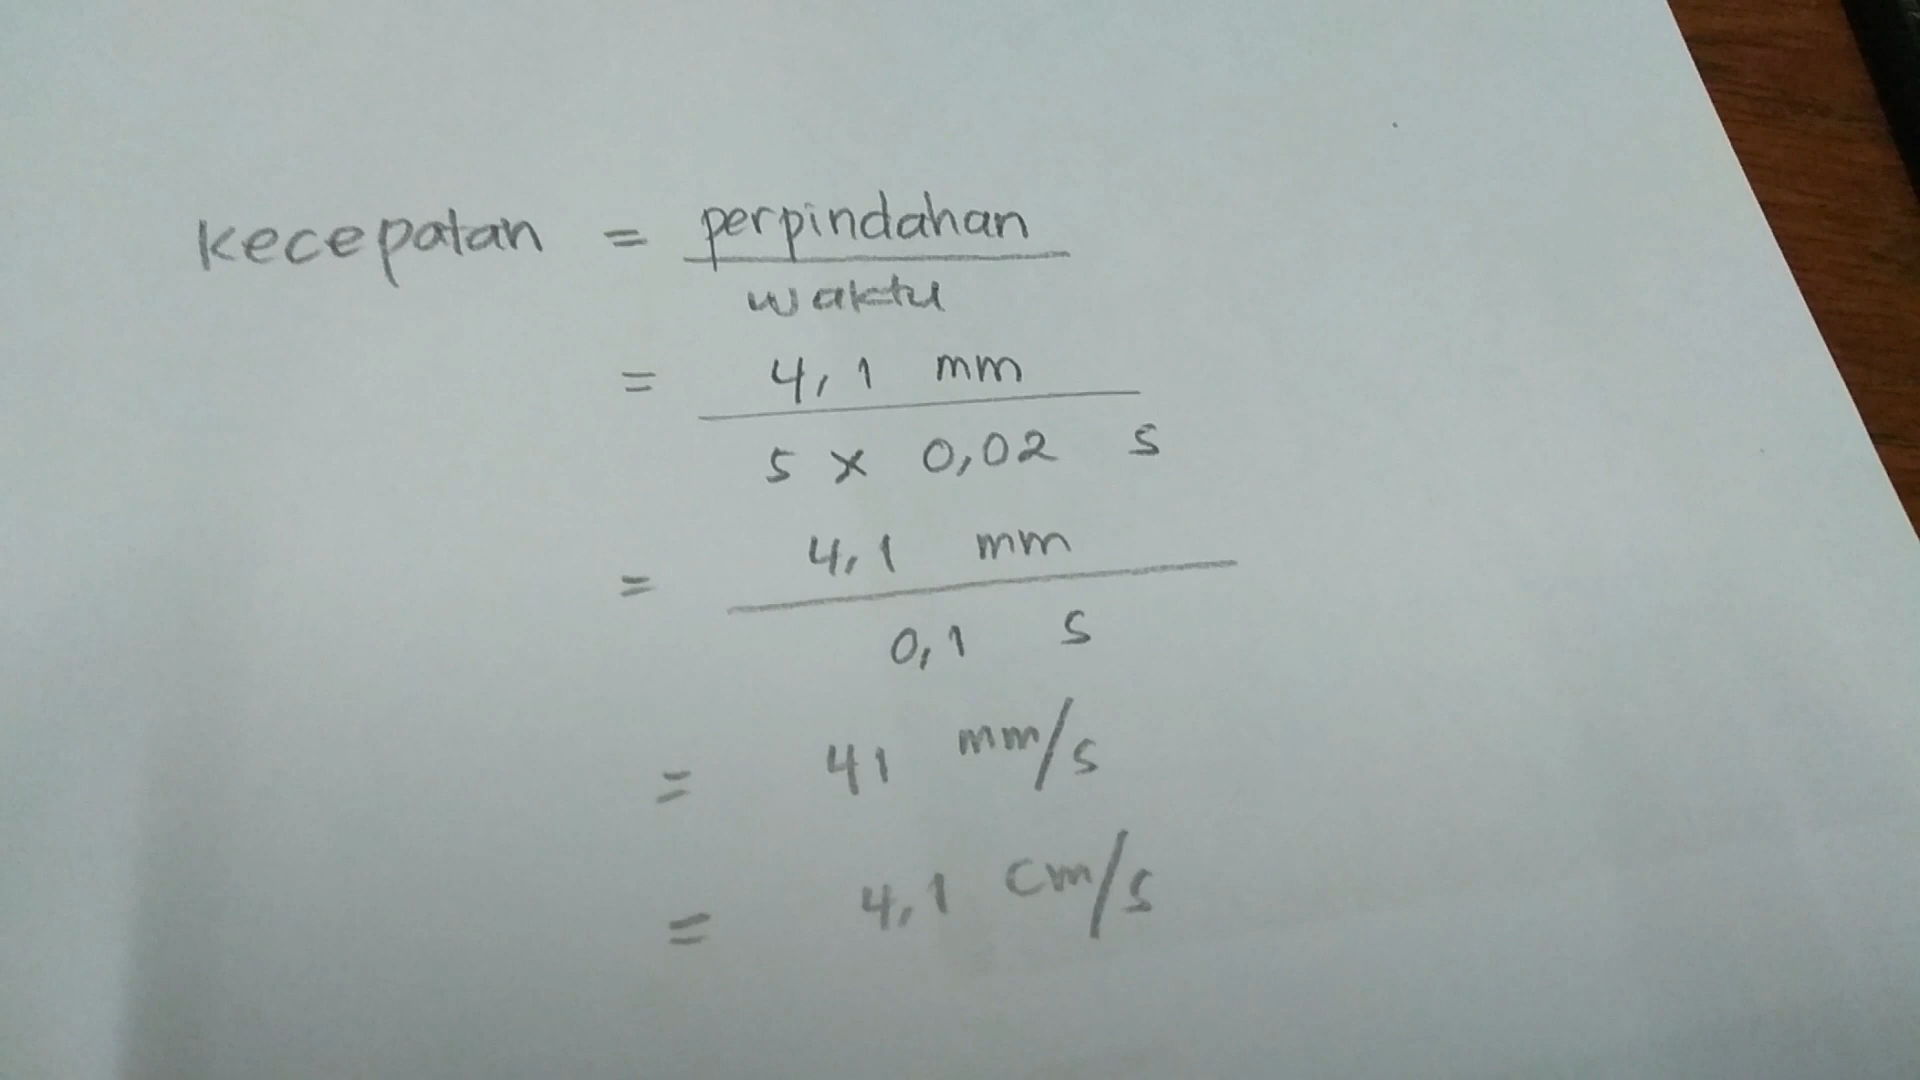 kecepatan = perpindahan
waktu
= 4,1 mm
5 x 0,02 s
= 4,1 mm
0,1 s
= 41 mm/s
= 4,1 cm/s